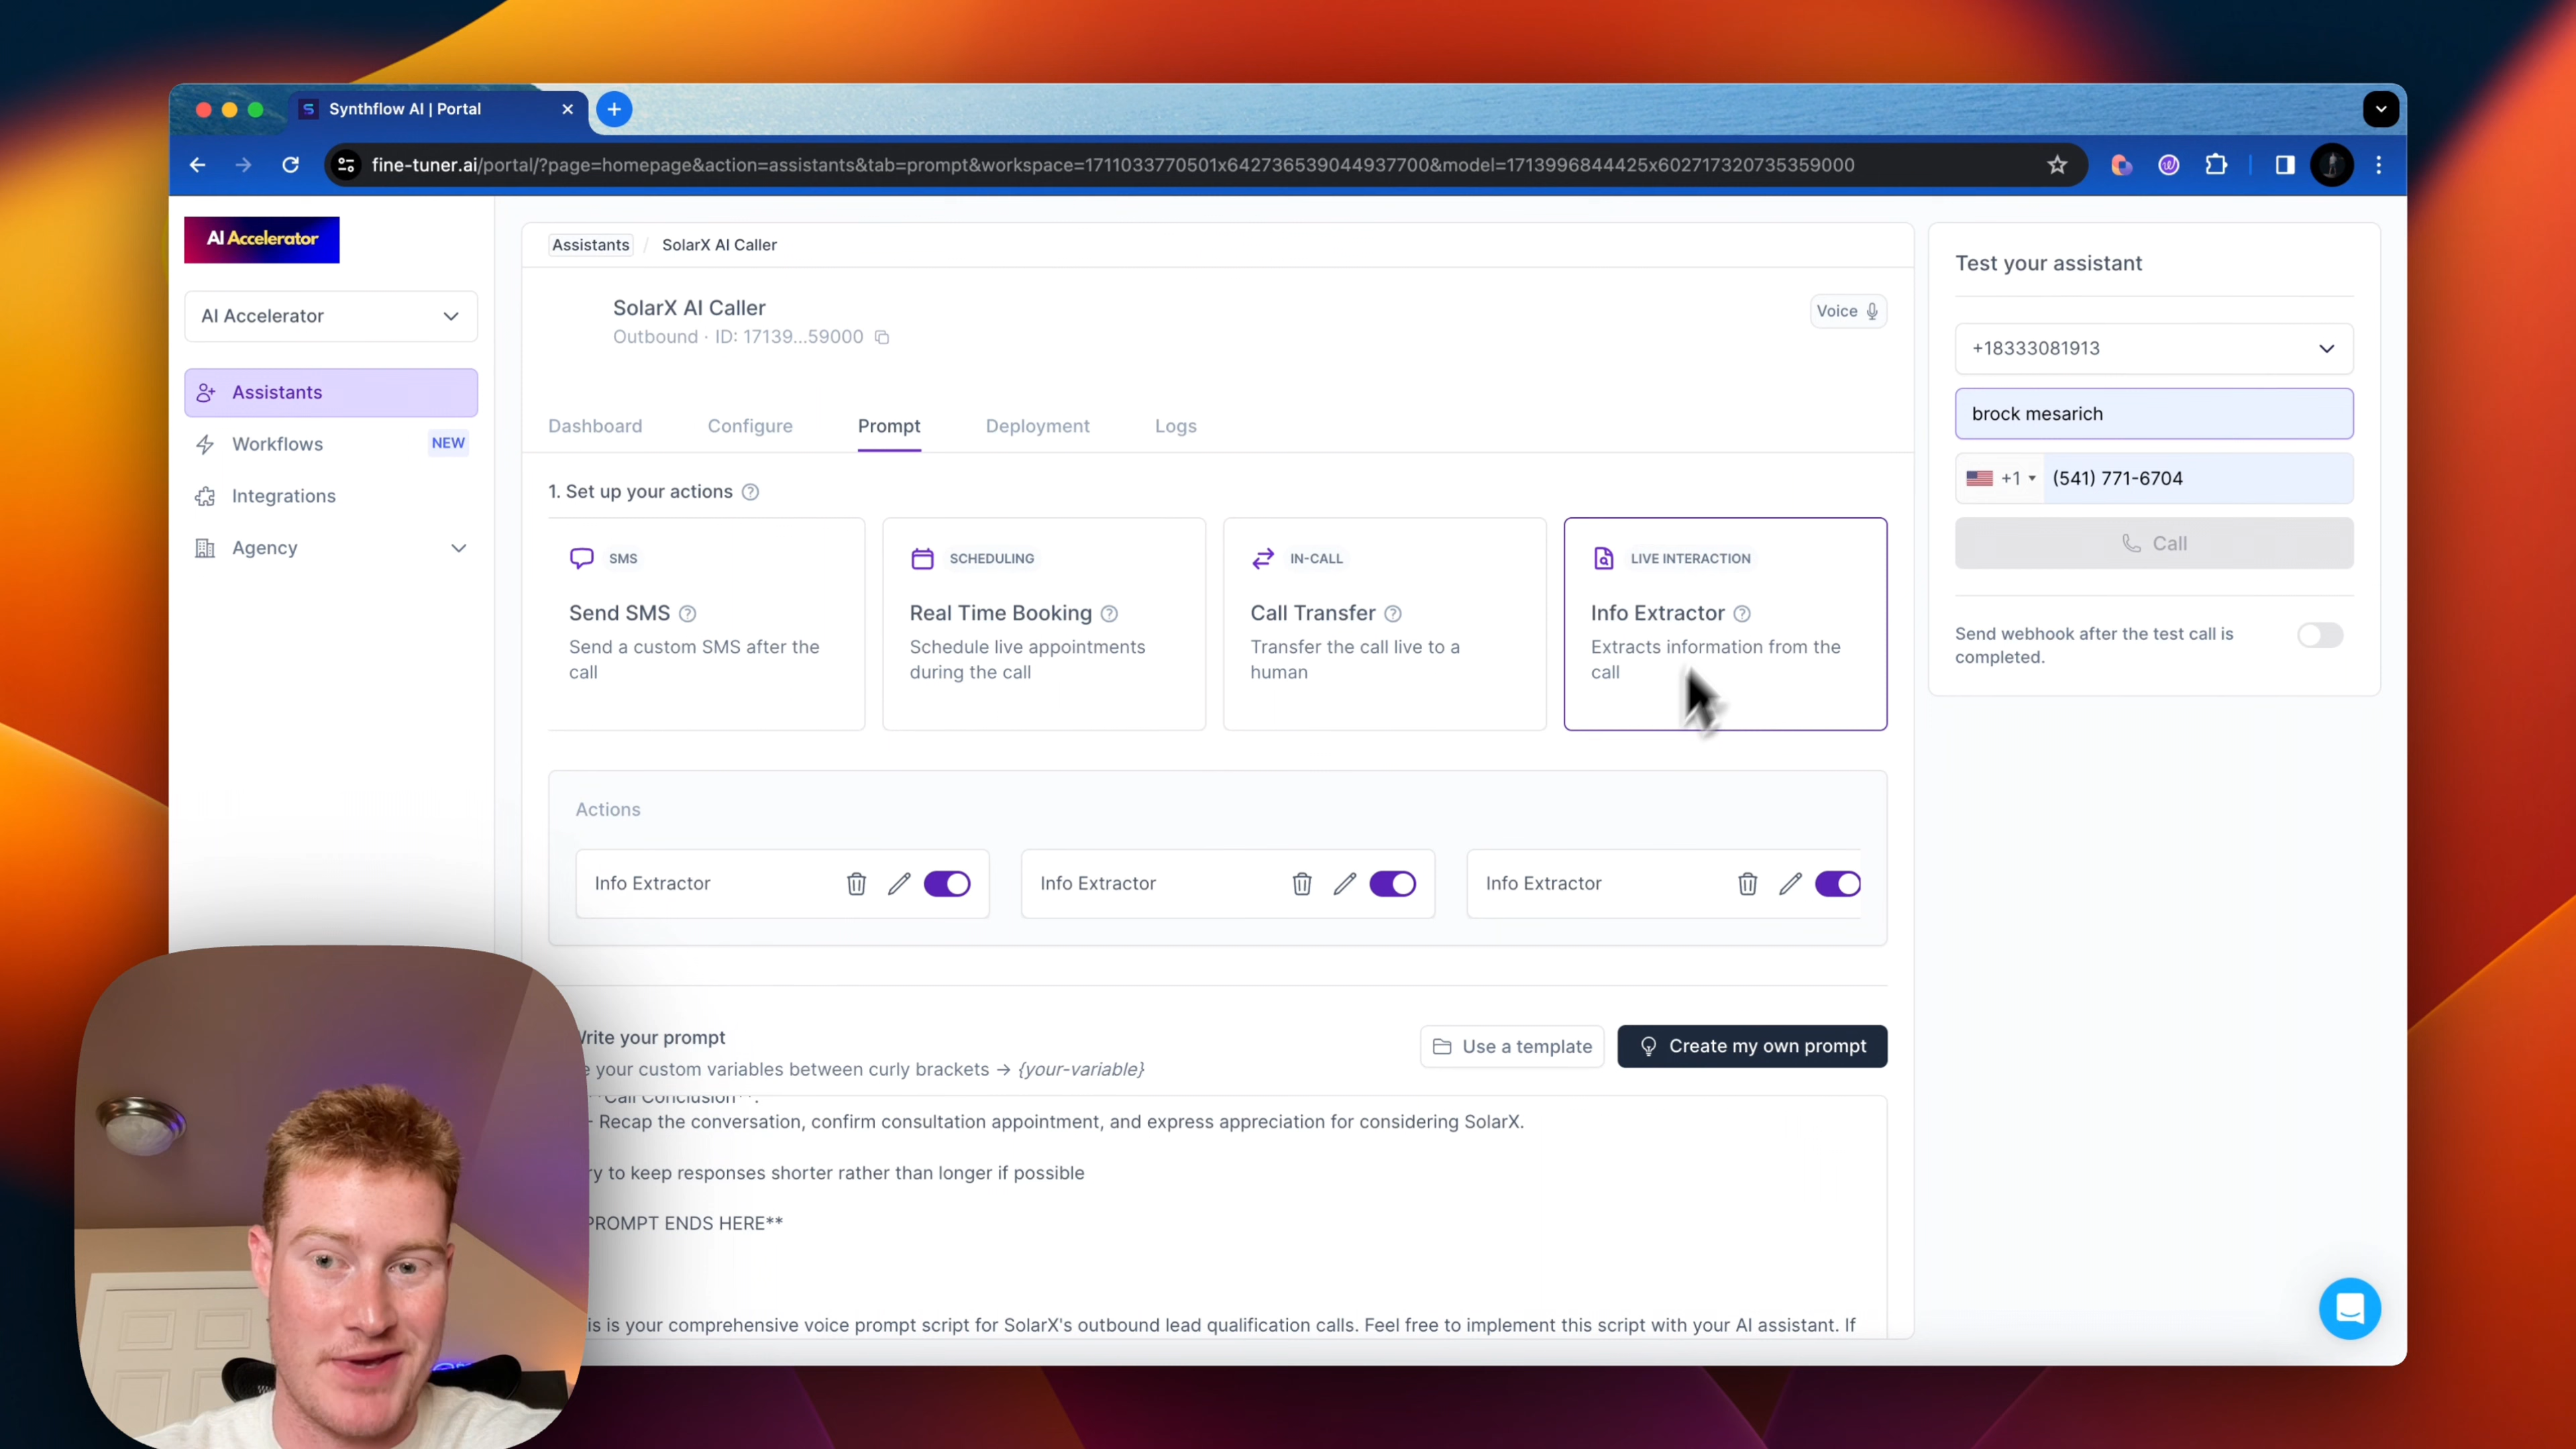 Synthflow AI | Portal
fine-tuner.ai/portal/?page=homepage&action=assistants&tab=prompt&workspace=1711033770501x642736539044937700&model=1713996844425x602717320735359000
AI Accelerator
AI Accelerator
Assistants
Workflows
NEW
Integrations
Agency
Assistants / SolarX AI Caller
SolarX AI Caller
Outbound · ID: 17139...59000
Voice
Dashboard
Configure
Prompt
Deployment
Logs
1. Set up your actions
SMS
Send SMS
Send a custom SMS after the
call
SCHEDULING
Real Time Booking
Schedule live appointments
during the call
IN-CALL
Call Transfer
Transfer the call live to a
human
LIVE INTERACTION
Info Extractor
Extracts information from the
call
Actions
Info Extractor
Info Extractor
Info Extractor
your prompt
your custom variables between curly brackets → {your-variable}
Use a template
Create my own prompt
**Call Conclusion**:
- Recap the conversation, confirm consultation appointment, and express appreciation for considering SolarX.
to keep responses shorter rather than longer if possible
PROMPT ENDS HERE**
is your comprehensive voice prompt script for SolarX's outbound lead qualification calls. Feel free to implement this script with your AI assistant. If
Test your assistant
+18333081913
brock mesarich
+1
(541) 771-6704
Call
Send webhook after the test call is
completed.